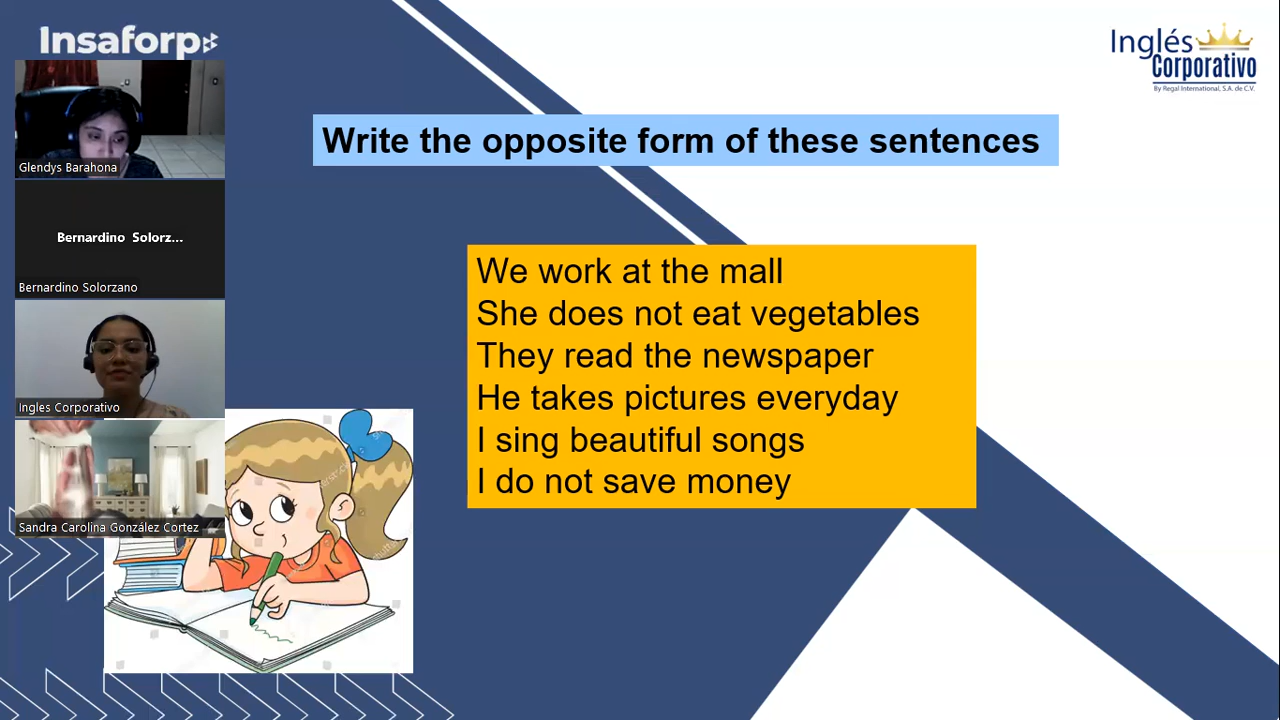 Insaforp
Inglés
Corporativo
By Regal International, S.A. de C.V.
Write the opposite form of these sentences
Glendys Barahona
Bernardino Solorz...
Bernardino Solorzano
Ingles Corporativo
Sandra Carolina González Cortez
We work at the mall
She does not eat vegetables
They read the newspaper
He takes pictures everyday
I sing beautiful songs
I do not save money